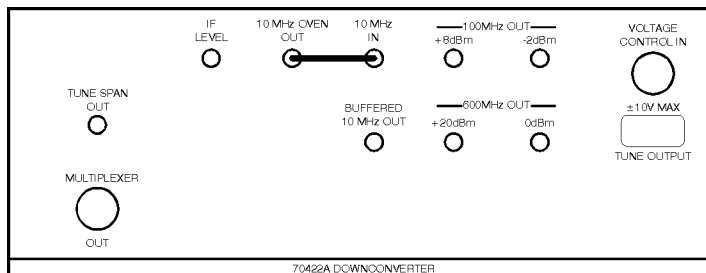 IF
LEVEL
10 MHz OVEN
OUT
10 MHz
IN
100MHz OUT
+8dBm
-2dBm
VOLTAGE
CONTROL IN
TUNE SPAN
OUT
BUFFERED
10 MHz OUT
600MHz OUT
+20dBm
0dBm
±10V MAX
TUNE OUTPUT
MULTIPLEXER
OUT
70422A DOWNCONVERTER